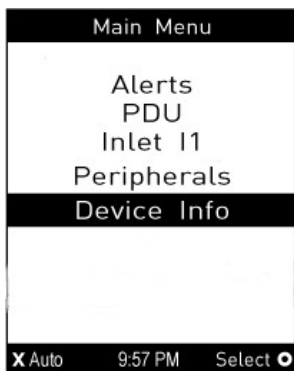 Main Menu
Alerts
PDU
Inlet I1
Peripherals
Device Info
X Auto 9:57 PM Select